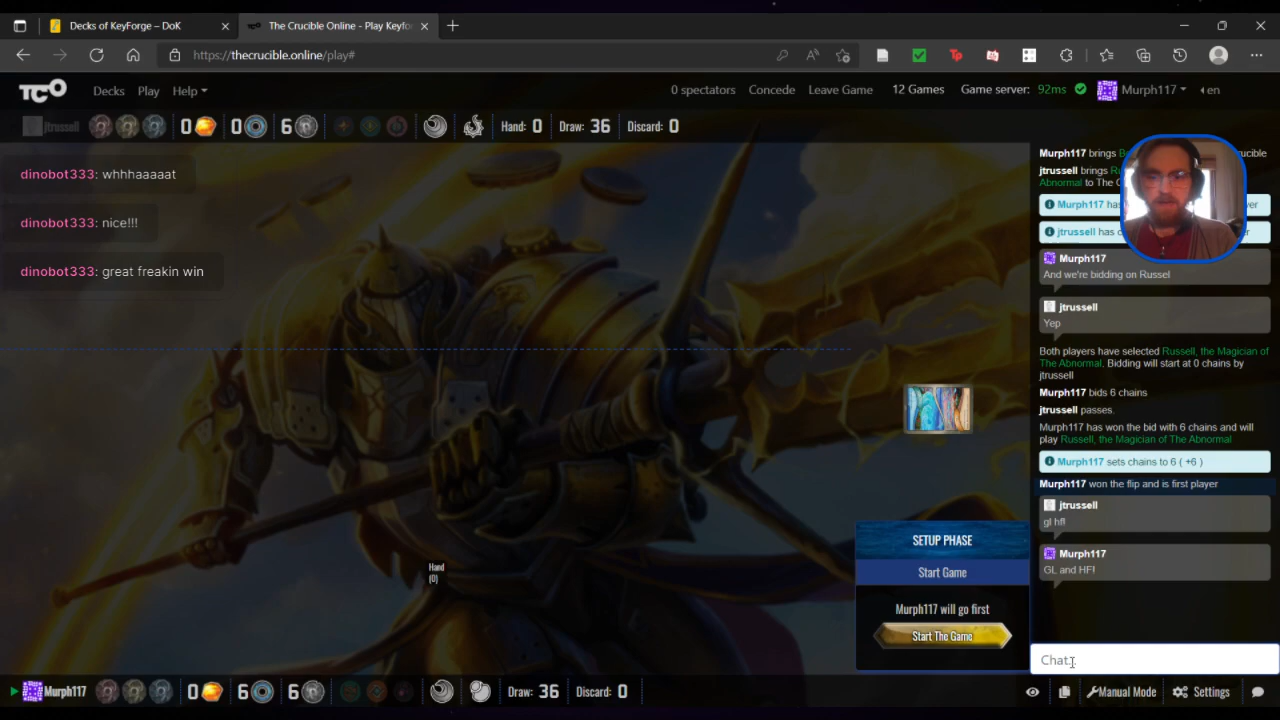 Decks of KeyForge – DoK
The Crucible Online - Play Keyfo
https://thecrucible.online/play#
TCO
Decks Play Help
0 spectators Concede Leave Game 12 Games Game server: 92ms Murph117 en
jtrussell 0 0 6 Hand: 0 Draw: 36 Discard: 0
dinobot333: whhhaaaaat
dinobot333: nice!!!
dinobot333: great freakin win
Murph117 brings
jtrussell brings
Abnormal to The
Murph117 has
jtrussell has
Murph117
And we're bidding on Russel
jtrussell
Yep
Both players have selected Russell, the Magician of
The Abnormal. Bidding will start at 0 chains by
jtrussell
Murph117 bids 6 chains
jtrussell passes.
Murph117 has won the bid with 6 chains and will
play Russell, the Magician of The Abnormal
Murph117 sets chains to 6 ( +6 )
Murph117 won the flip and is first player
jtrussell
gl hf!
Murph117
GL and HF!
Hand
(0)
SETUP PHASE
Start Game
Murph117 will go first
Start The Game
Chat...
Murph117 0 6 6 Draw: 36 Discard: 0
Manual Mode Settings